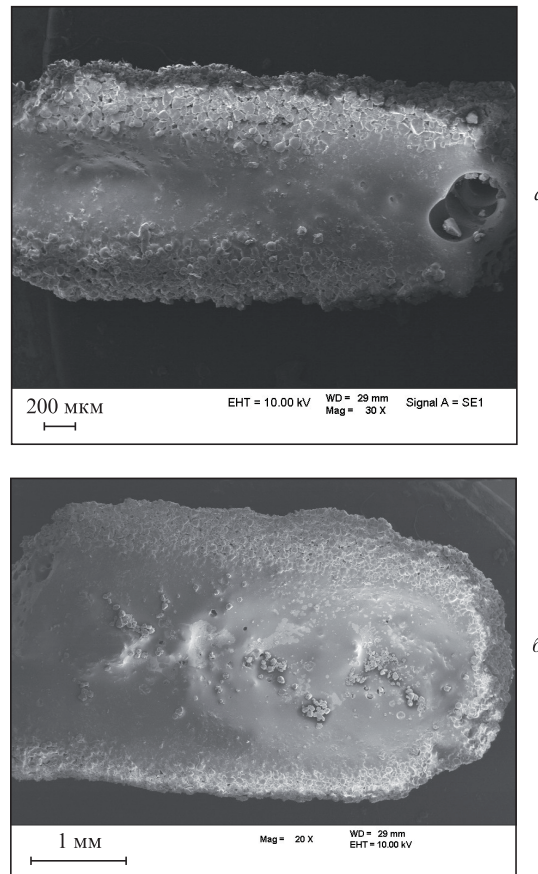 а
200 мкм
EHT = 10.00 kV
WD = 29 mm
Mag = 30 X
Signal A = SE1
б
1 мм
Mag = 20 X
WD = 29 mm
EHT = 10.00 kV